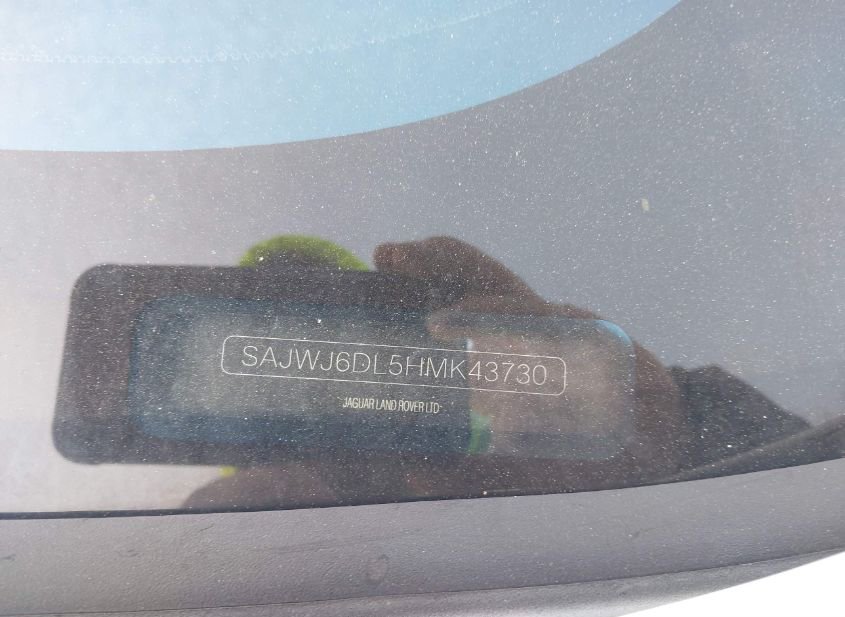 SAJWJ6DL5HMK43730
JAGUAR LAND ROVER LTD